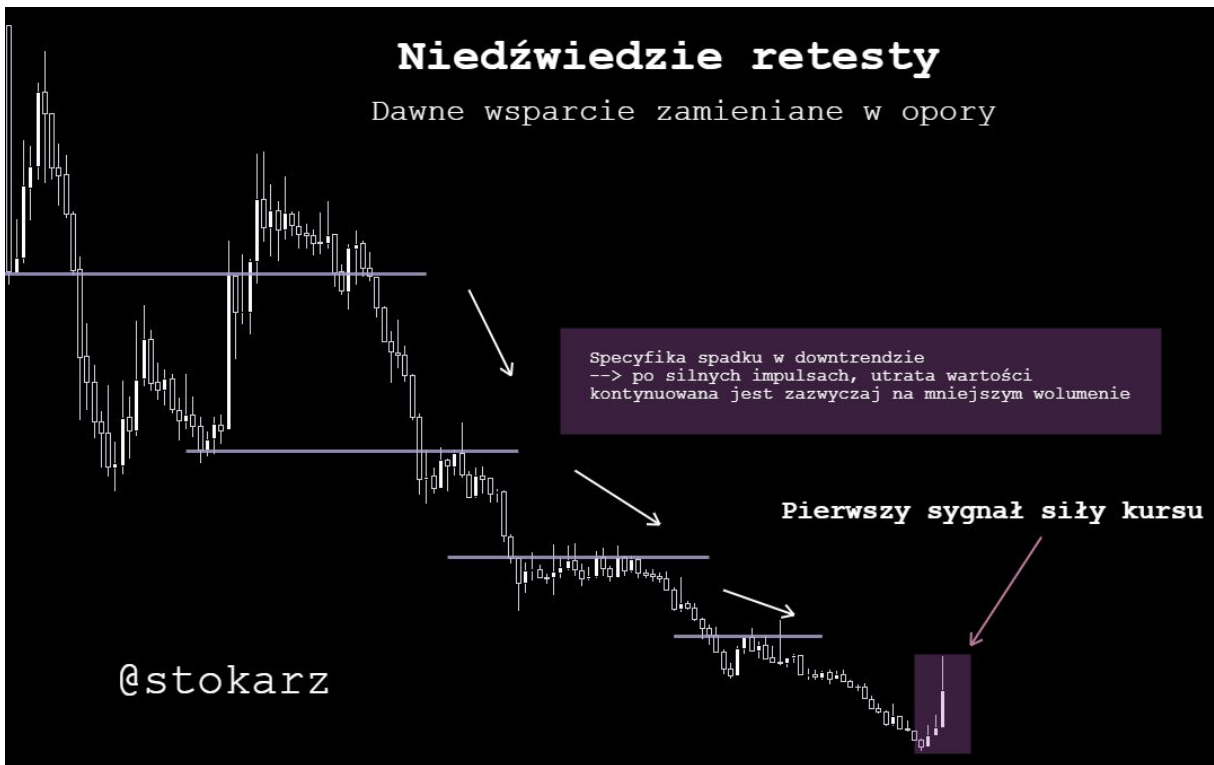 Niedźwiedzie retesty
Dawne wsparcie zamieniane w opory
Specyfika spadku w downtrendzie
--> po silnych impulsach, utrata wartości
kontynuowana jest zazwyczaj na mniejszym wolumenie
Pierwszy sygnał siły kursu
@stokarz